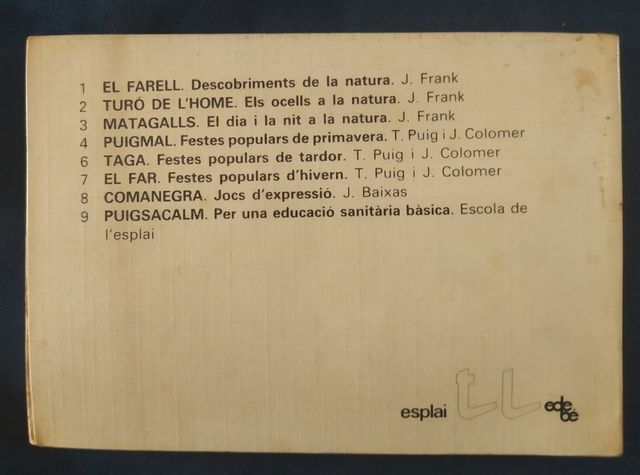 1 EL FARELL. Descobriments de la natura. J. Frank
2 TURÓ DE L'HOME. Els ocells a la natura. J. Frank
3 MATAGALLS. El dia i la nit a la natura. J. Frank
4 PUIGMAL. Festes populars de primavera. T. Puig i J. Colomer
6 TAGA. Festes populars de tardor. T. Puig i J. Colomer
7 EL FAR. Festes populars d'hivern. T. Puig i J. Colomer
8 COMANEGRA. Jocs d'expressió. J. Baixas
9 PUIGSACALM. Per una educació sanitària bàsica. Escola de
l'esplai
esplai tl edebé